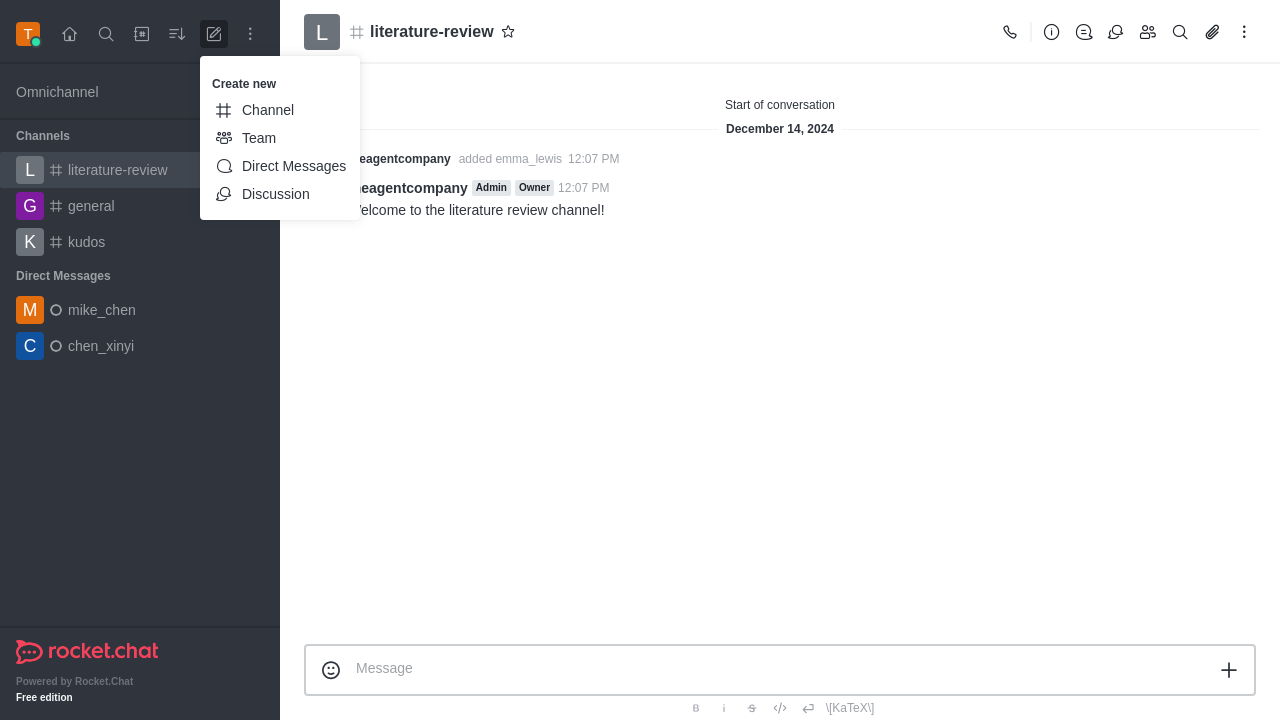 T
L
literature-review
Create new
Channel
Team
Direct Messages
Discussion
Omnichannel
Channels
L literature-review
G general
K kudos
Direct Messages
M mike_chen
C chen_xinyi
Start of conversation
December 14, 2024
eagentcompany added emma_lewis 12:07 PM
eagentcompany Admin Owner 12:07 PM
elcome to the literature review channel!
Message
B i S \[KaTeX\]
rocket.chat
Powered by Rocket.Chat
Free edition